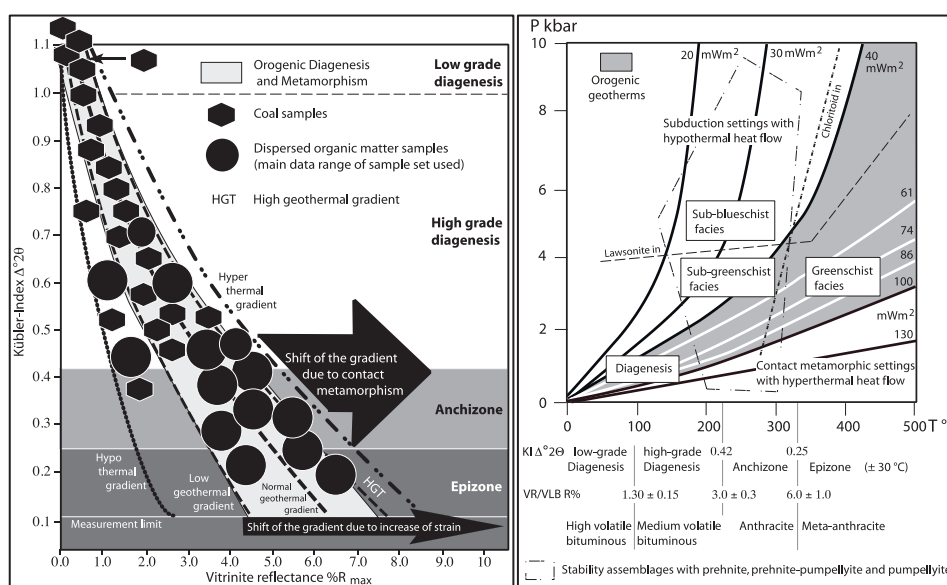 1.1
1.0
0.9
0.8
0.7
0.6
0.5
0.4
0.3
0.2
0.1
Kübler-Index Δ°2θ
Orogenic Diagenesis
and Metamorphism
Low grade
diagenesis
Coal samples
Dispersed organic matter samples
(main data range of sample set used)
HGT High geothermal gradient
High grade
diagenesis
Hyper
thermal
gradient
Shift of the gradient
due to contact
metamorphism
Anchizone
Epizone
Hypo
thermal
gradient
Low
geothermal
gradient
Normal
geothermal
gradient
HGT
Measurement limit
Shift of the gradient due to increase of strain
0.0 1.0 2.0 3.0 4.0 5.0 6.0 7.0 8.0 9.0 10
Vitrinite reflectance %R max
P kbar
10
8
6
4
2
0
Orogenic
geotherms
20 mWm²
30 mWm²
40
mWm²
Subduction settings with
hypothermal heat flow
Chloritoid in
Sub-blueschist
facies
Lawsonite in
Sub-greenschist
facies
Greenschist
facies
61
74
86
100
mWm²
130
Diagenesis
Contact metamorphic settings
with hyperthermal heat flow
0 100 200 300 400 500 T °C
KI Δ°2Θ low-grade Diagenesis high-grade Diagenesis 0.42 Anchizone 0.25 Epizone (± 30 °C)
VR/VLB R% 1.30 ± 0.15 3.0 ± 0.3 6.0 ± 1.0
High volatile bituminous Medium volatile bituminous Anthracite Meta-anthracite
Stability assemblages with prehnite, prehnite-pumpellyite and pumpellyite